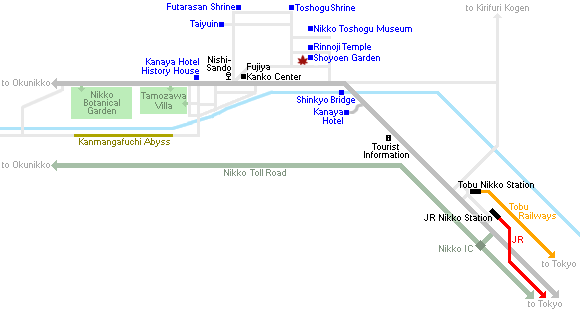 Futarasan Shrine
Toshogu Shrine
to Kirifuri Kogen
Taiyuin
Nikko Toshogu Museum
Rinnoji Temple
Shoyoen Garden
Kanaya Hotel
History House
Nishi-
Sando
Fujiya
Kanko Center
to Okunikko
Nikko
Botanical
Garden
Tamozawa
Villa
Shinkyo Bridge
Kanaya
Hotel
Kanmangafuchi Abyss
Tourist
Information
to Okunikko
Nikko Toll Road
Tobu Nikko Station
Tobu
Railways
JR Nikko Station
JR
Nikko IC
to Tokyo
to Tokyo